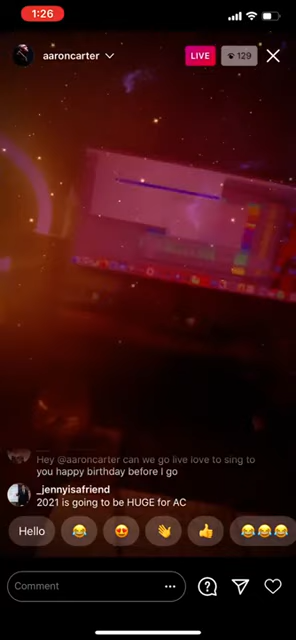 1:26
aaroncarter
LIVE
129
Hey @aaroncarter can we go live love to sing to
you happy birthday before I go
_jennyisafriend
2021 is going to be HUGE for AC
Hello
Comment